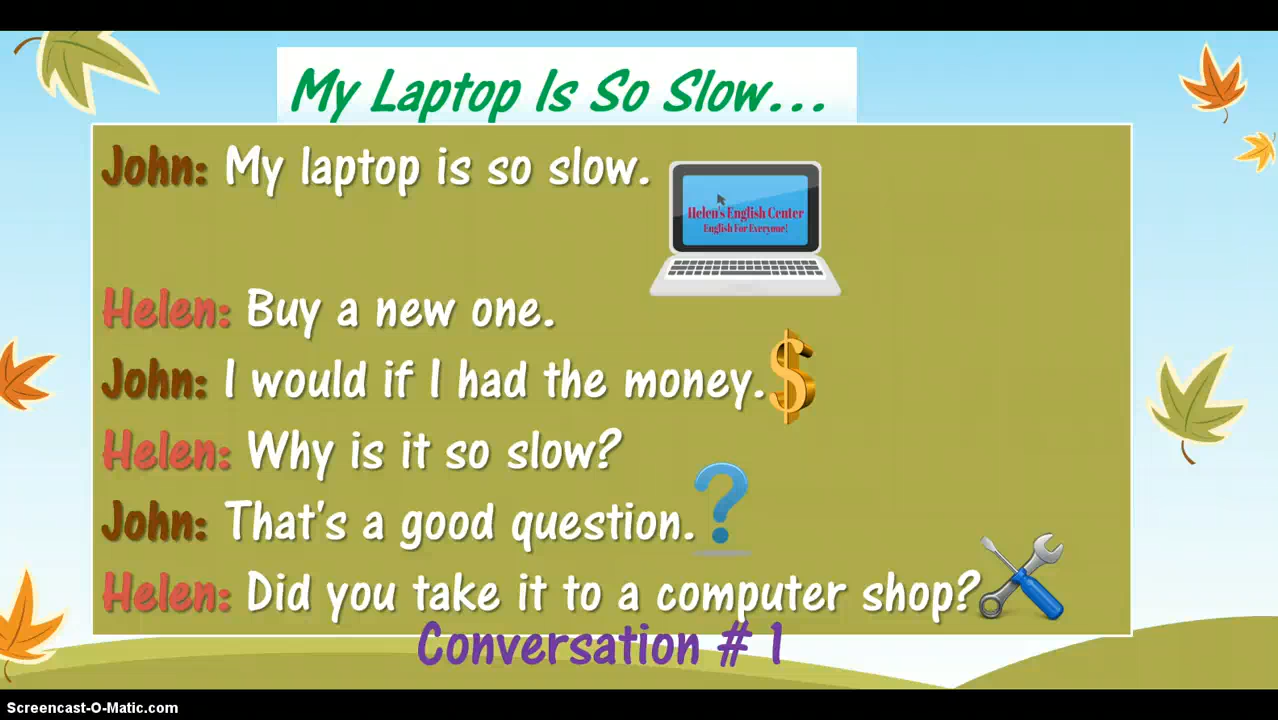 My Laptop Is So Slow...
John: My laptop is so slow.
Helen's English Center
English For Everyone!
Helen: Buy a new one.
John: I would if I had the money.
$
Helen: Why is it so slow?
John: That's a good question.
?
Helen: Did you take it to a computer shop?
Conversation # 1
Screencast-O-Matic.com